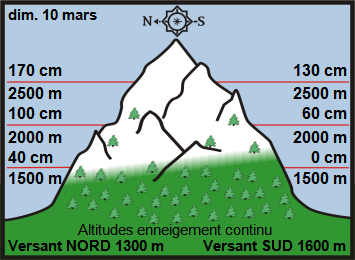 dim. 10 mars
N S
170 cm 130 cm
2500 m 2500 m
100 cm 60 cm
2000 m 2000 m
40 cm 0 cm
1500 m 1500 m
Altitudes enneigement continu
Versant NORD 1300 m Versant SUD 1600 m